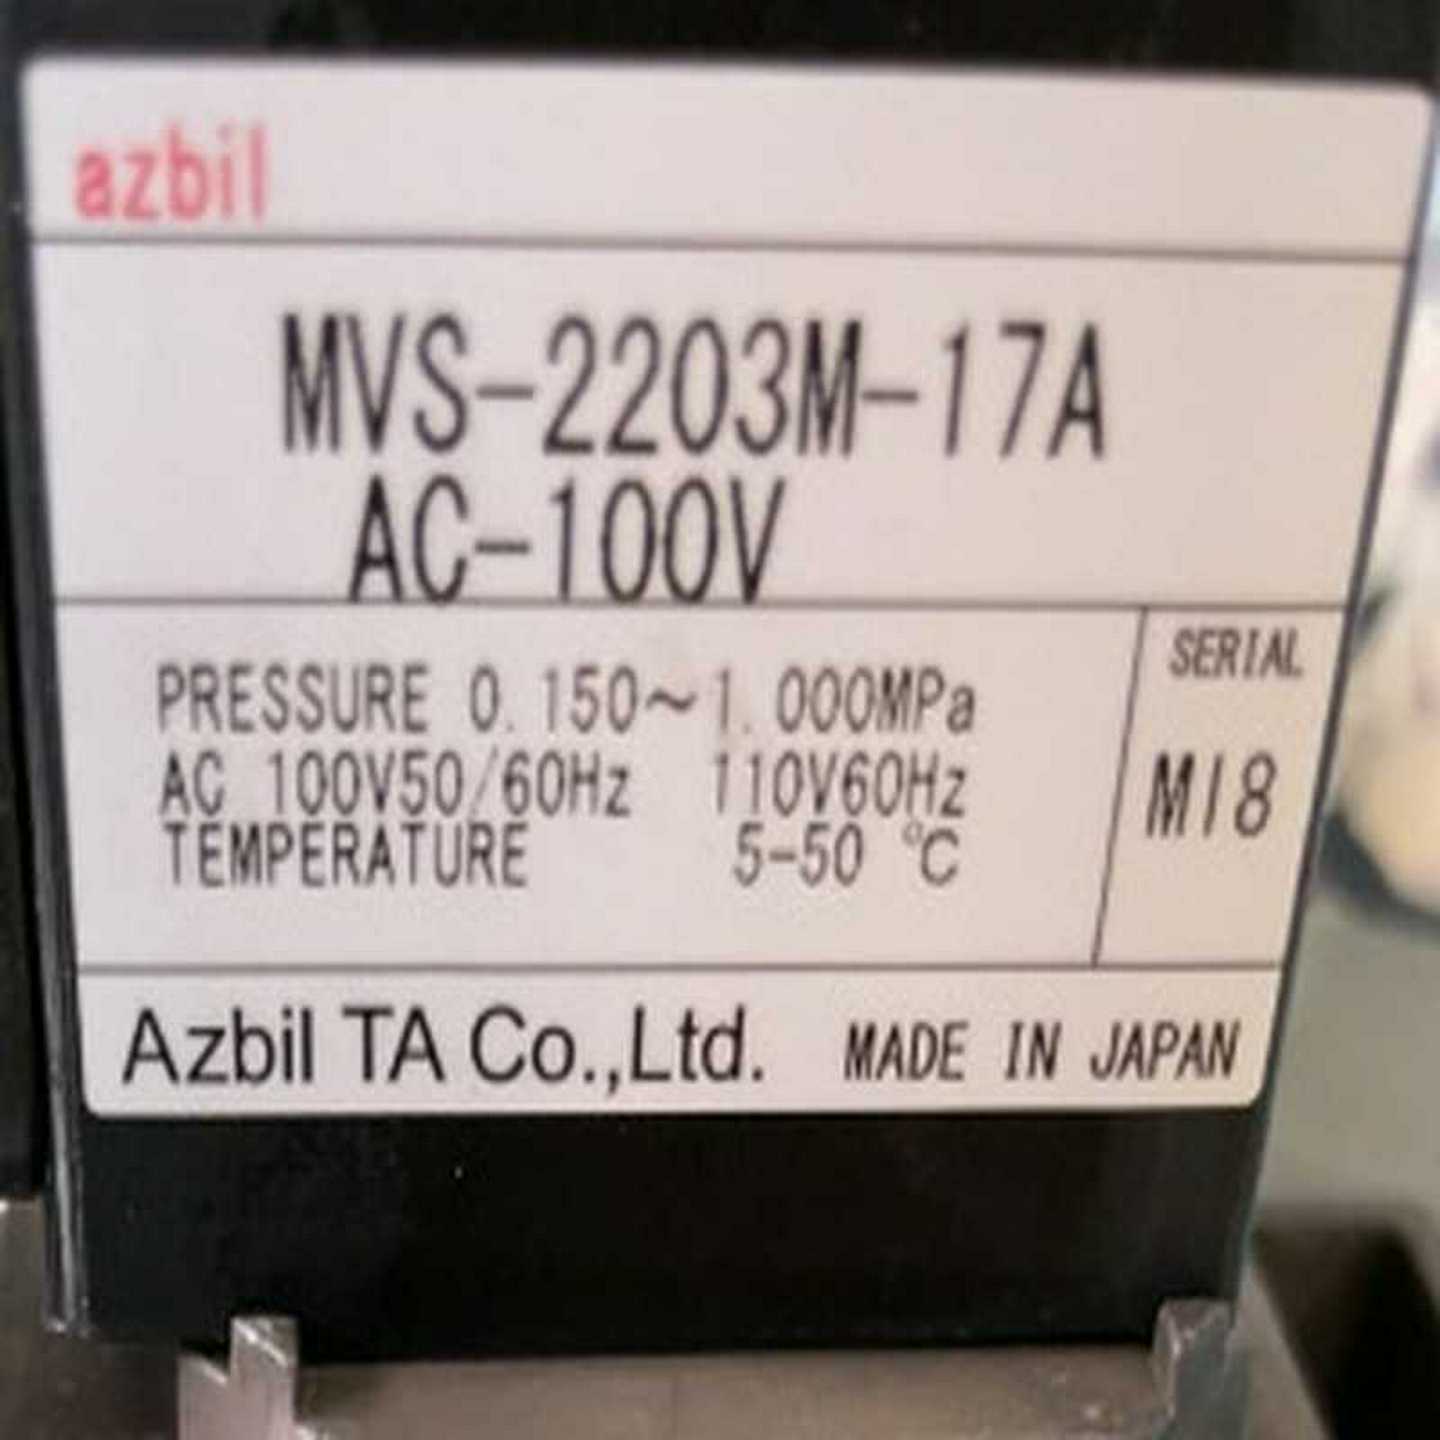 azbil
MVS-2203M-17A
AC-100V
PRESSURE 0.150～1.000MPa
AC 100V50/60Hz 110V60Hz
TEMPERATURE 5-50 ℃
SERIAL
MI8
Azbil TA Co.,Ltd. MADE IN JAPAN